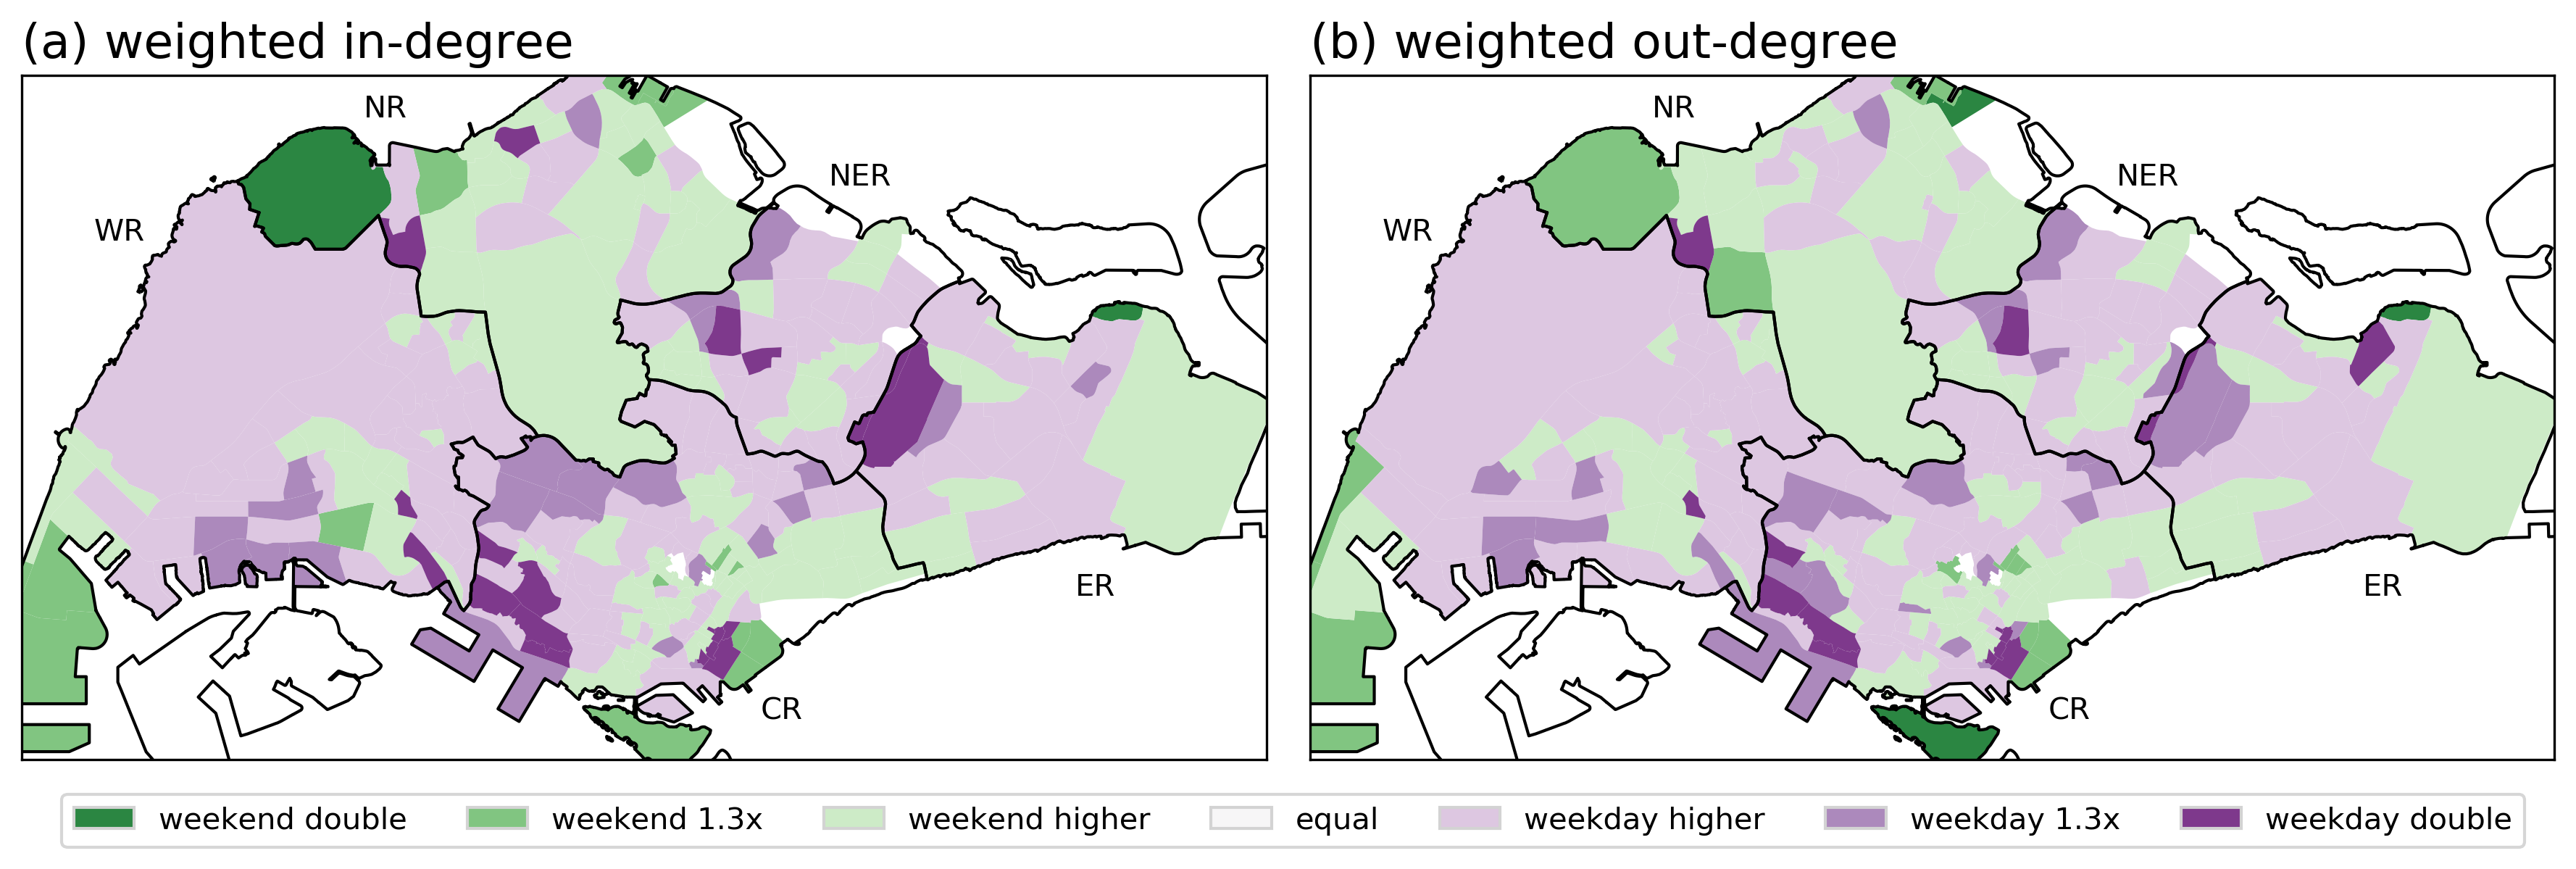 (a) weighted in-degree
(b) weighted out-degree
NR
NER
WR
ER
CR
NR
NER
WR
ER
CR
weekend double
weekend 1.3x
weekend higher
equal
weekday higher
weekday 1.3x
weekday double